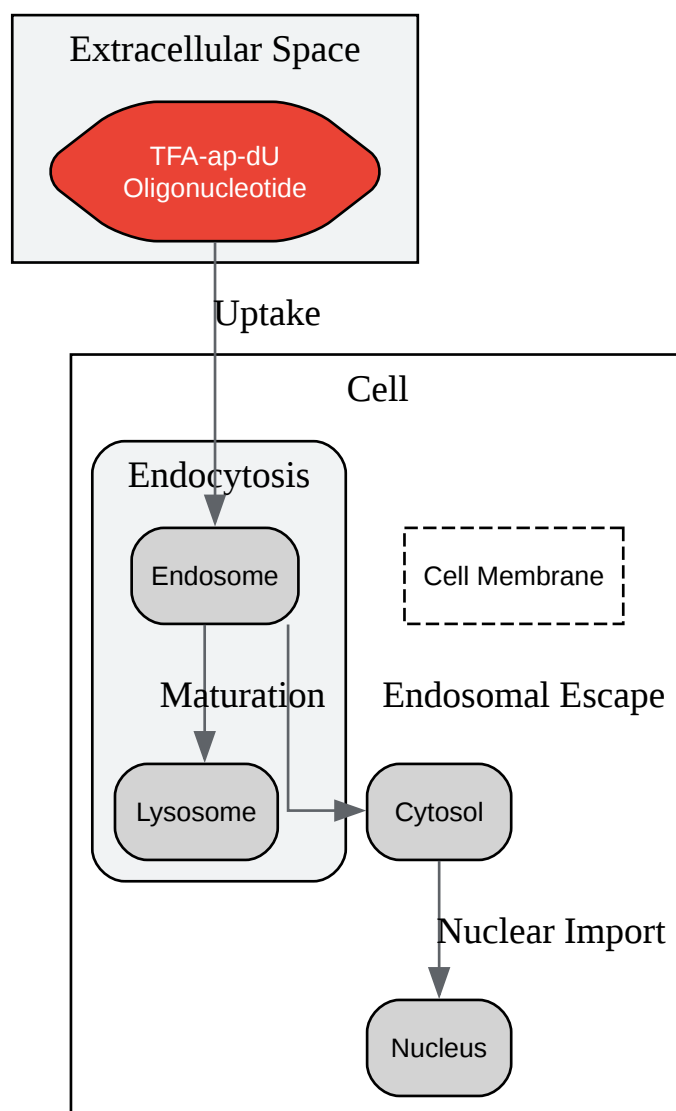 Extracellular Space
TFA-ap-dU
Oligonucleotide
Uptake
Cell
Endocytosis
Endosome
Cell Membrane
Maturation
Endosomal Escape
Lysosome
Cytosol
Nuclear Import
Nucleus